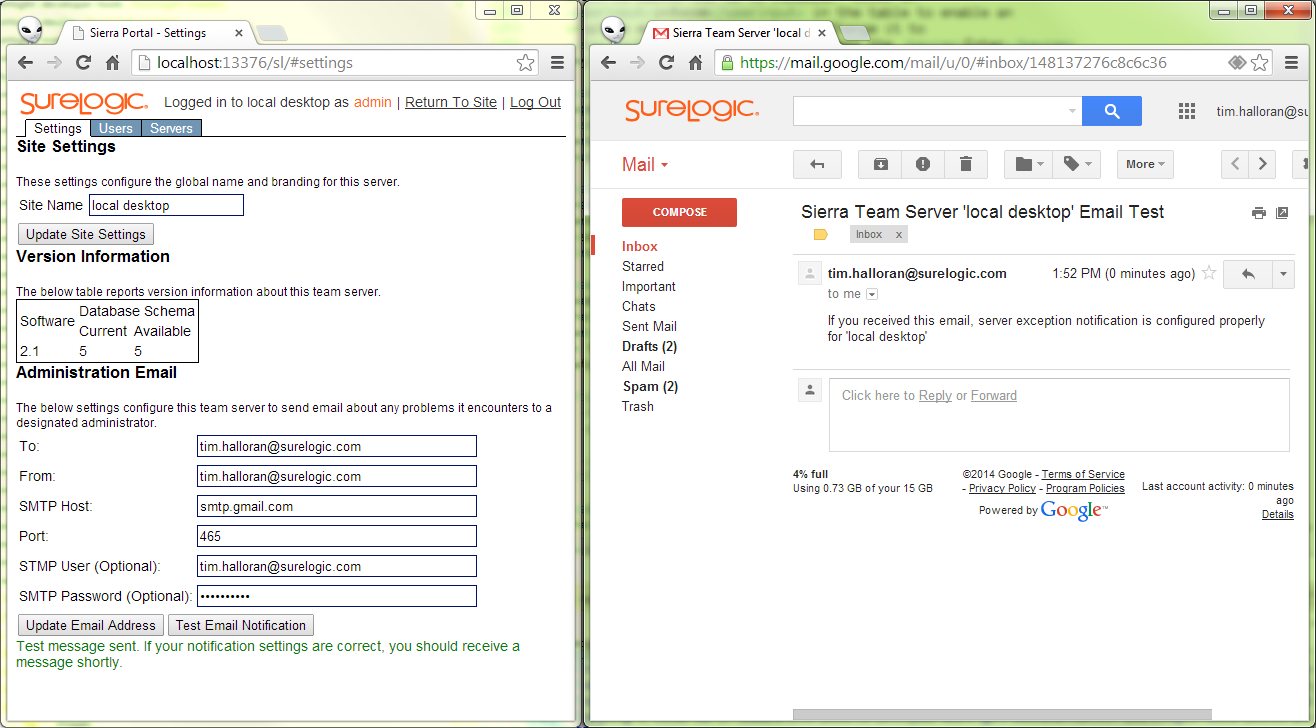 Sierra Portal - Settings
localhost:13376/sl/#settings
SURELOGIC Logged in to local desktop as admin | Return To Site | Log Out
Settings Users Servers
Site Settings
These settings configure the global name and branding for this server.
Site Name local desktop
Update Site Settings
Version Information
The below table reports version information about this team server.
Software Database Schema
Current Available
2.1 5 5
Administration Email
The below settings configure this team server to send email about any problems it encounters to a
designated administrator.
To: tim.halloran@surelogic.com
From: tim.halloran@surelogic.com
SMTP Host: smtp.gmail.com
Port: 465
STMP User (Optional): tim.halloran@surelogic.com
SMTP Password (Optional): ••••••••••
Update Email Address Test Email Notification
Test message sent. If your notification settings are correct, you should receive a
message shortly.
Sierra Team Server 'local d
https://mail.google.com/mail/u/0/#inbox/148137276c8c6c36
SURELOGIC tim.halloran@su
Mail More
COMPOSE
Inbox
Starred
Important
Chats
Sent Mail
Drafts (2)
All Mail
Spam (2)
Trash
Sierra Team Server 'local desktop' Email Test
Inbox x
tim.halloran@surelogic.com 1:52 PM (0 minutes ago)
to me
If you received this email, server exception notification is configured properly
for 'local desktop'
Click here to Reply or Forward
4% full
Using 0.73 GB of your 15 GB
©2014 Google - Terms of Service
- Privacy Policy - Program Policies
Powered by Google™
Last account activity: 0 minutes
ago
Details